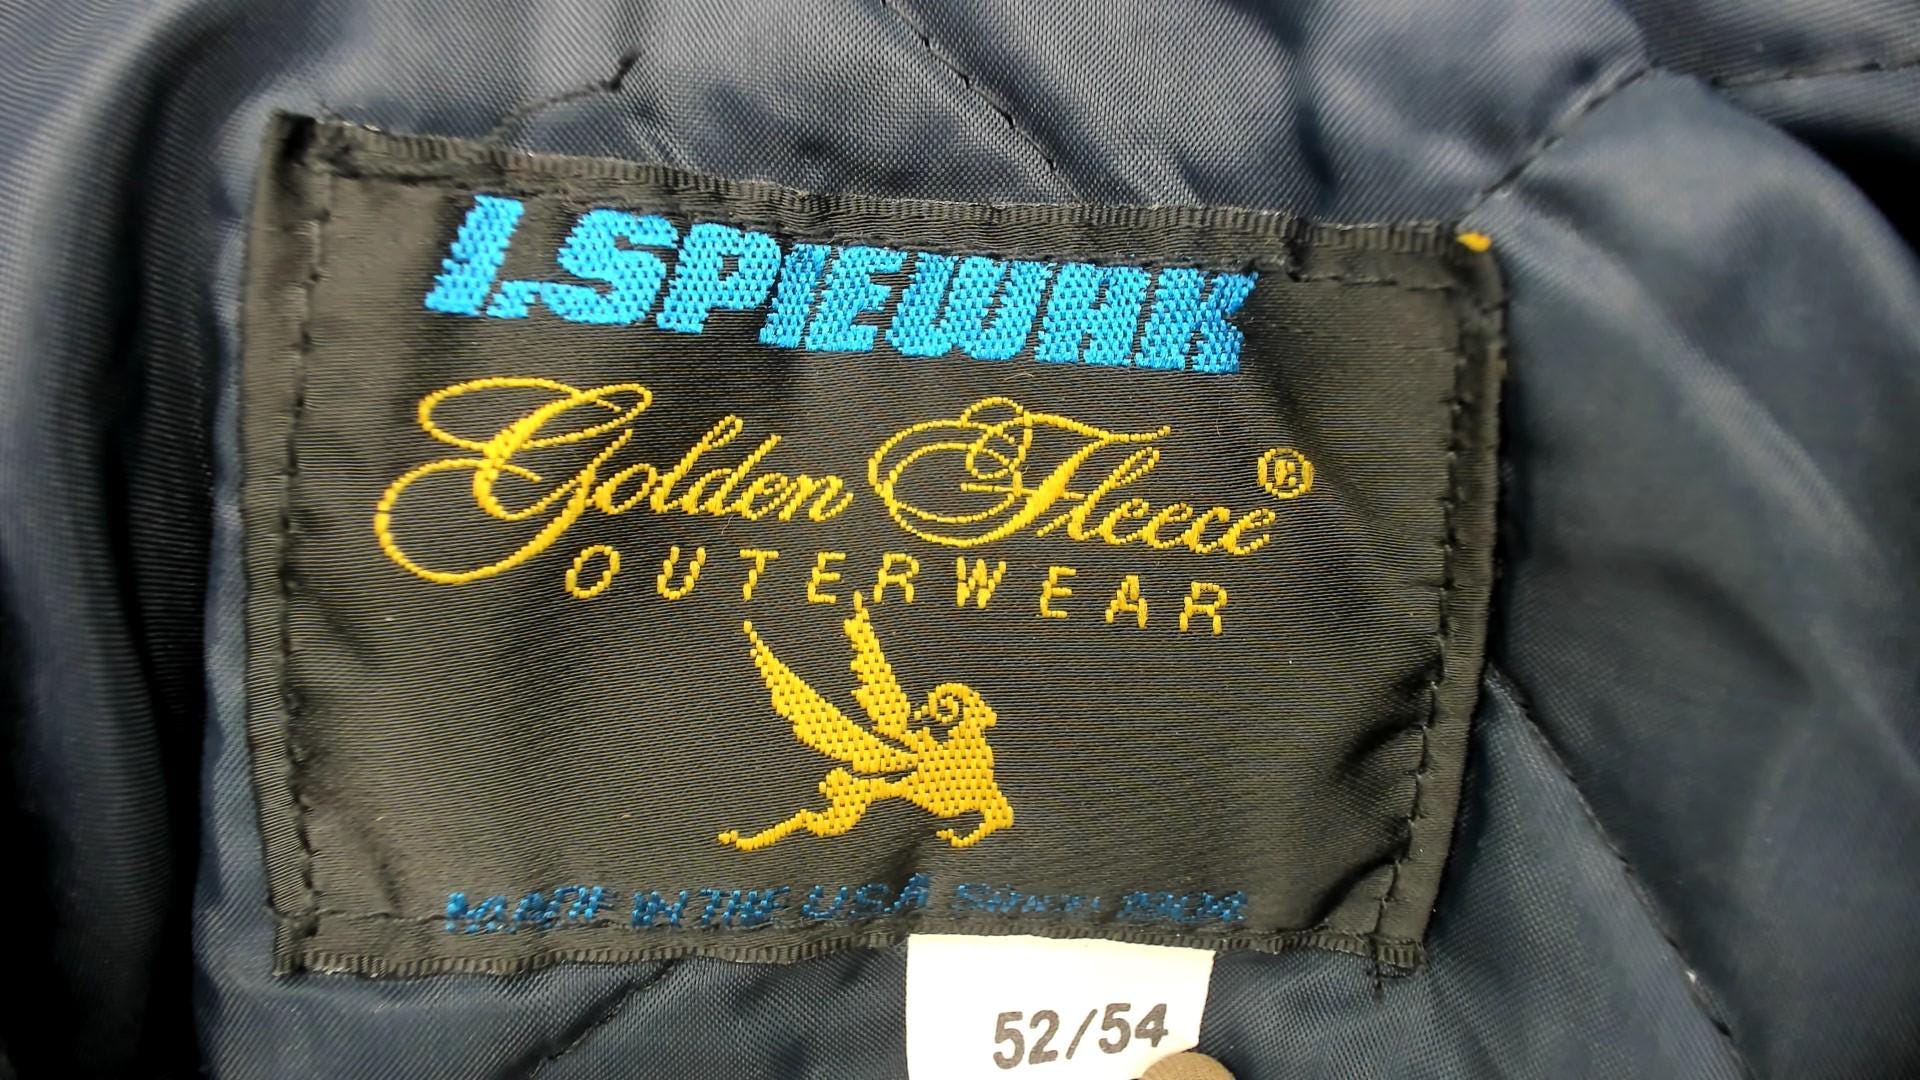 I. SPIEWAK
Golden Fleece®
OUTERWEAR
MADE IN THE USA SINCE 1904
52/54